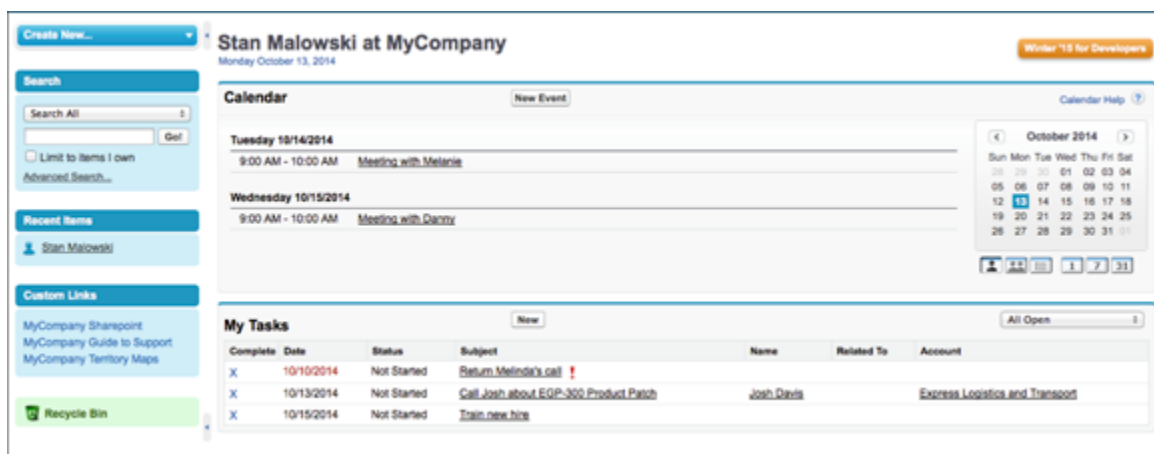 Create New...
Stan Malowski at MyCompany
Monday October 13, 2014
Winter '15 for Developers
Search
Search All
Go!
Limit to items I own
Advanced Search...
Recent Items
Stan Malowski
Custom Links
MyCompany Sharepoint
MyCompany Guide to Support
MyCompany Territory Maps
Recycle Bin
Calendar
New Event
Calendar Help ?
Tuesday 10/14/2014
9:00 AM - 10:00 AM Meeting with Melanie
Wednesday 10/15/2014
9:00 AM - 10:00 AM Meeting with Danny
October 2014
Sun Mon Tue Wed Thu Fri Sat
28 29 30 01 02 03 04
05 06 07 08 09 10 11
12 13 14 15 16 17 18
19 20 21 22 23 24 25
26 27 28 29 30 31 01
1 7 31
My Tasks
New
All Open
Complete Date Status Subject Name Related To Account
X 10/10/2014 Not Started Return Melinda's call !
X 10/13/2014 Not Started Call Josh about EGP-300 Product Patch Josh Davis Express Logistics and Transport
X 10/15/2014 Not Started Train new hire